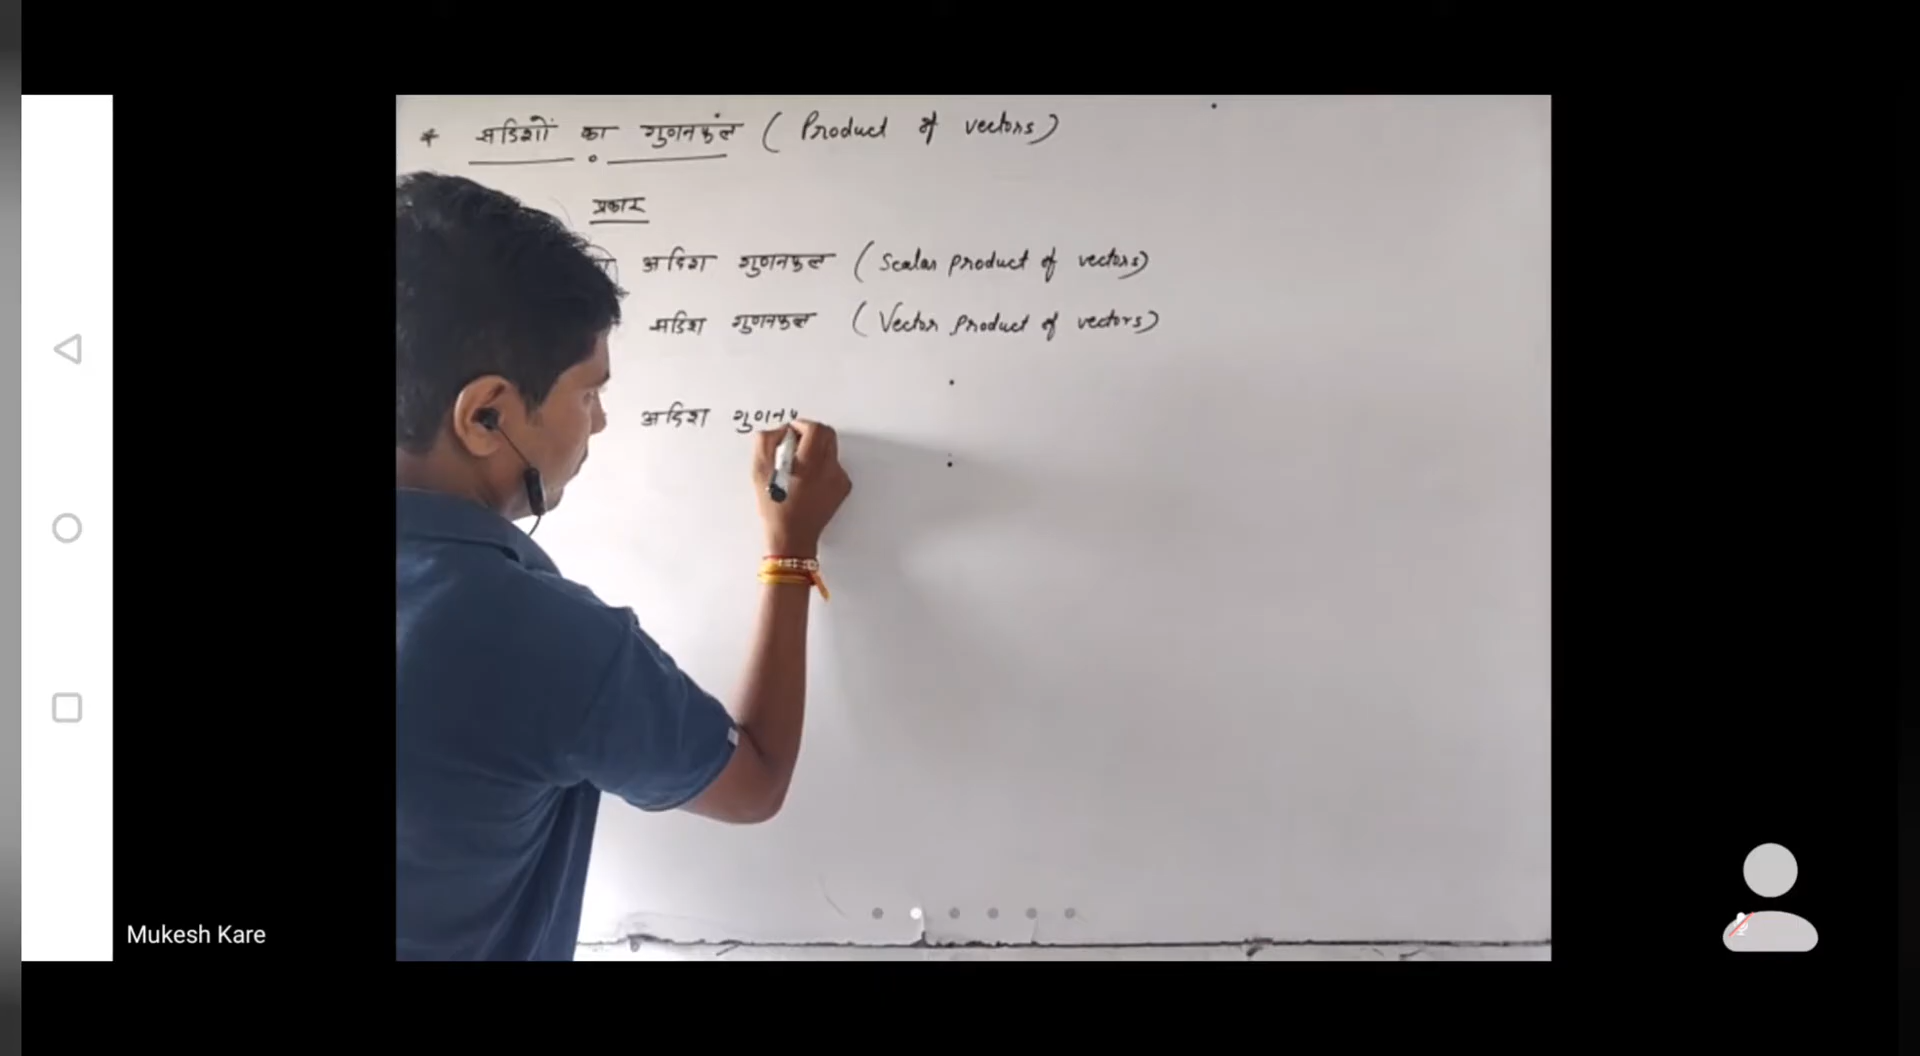 * सदिशों का गुणनफल ( Product of vectors )
प्रकार
अदिश गुणनफल ( Scalar product of vectors )
सदिश गुणनफल ( Vector product of vectors )
अदिश गुणन
Mukesh Kare